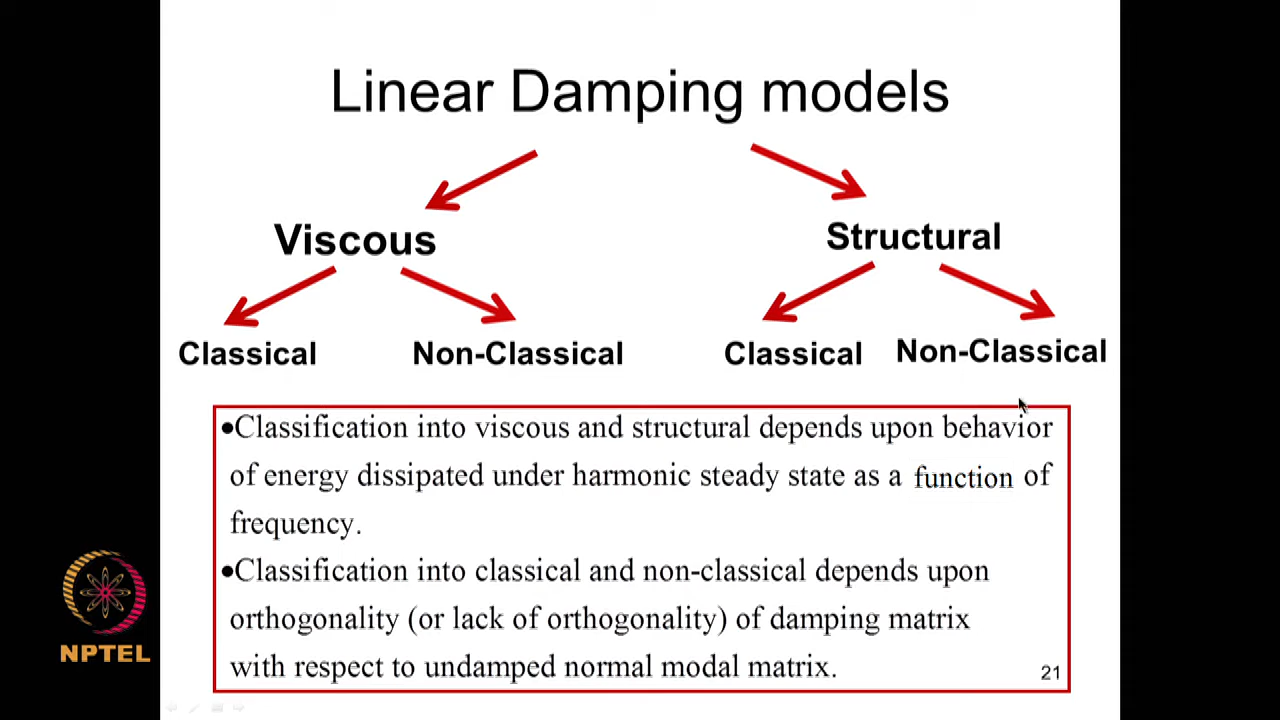 Linear Damping models
Viscous
Structural
Classical
Non-Classical
Classical
Non-Classical
•Classification into viscous and structural depends upon behavior
of energy dissipated under harmonic steady state as a function of
frequency.
•Classification into classical and non-classical depends upon
orthogonality (or lack of orthogonality) of damping matrix
with respect to undamped normal modal matrix.
21
NPTEL